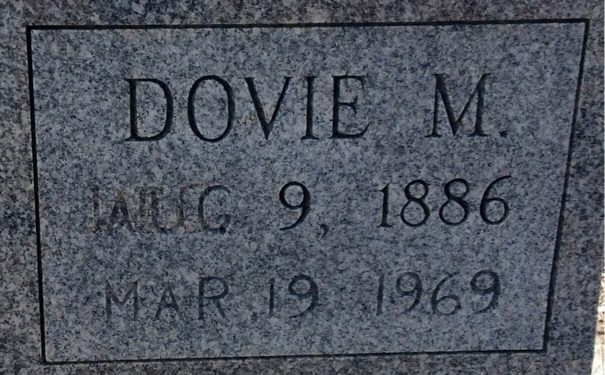 DOVIE M.
AUG. 9, 1886
MAR. 19, 1969